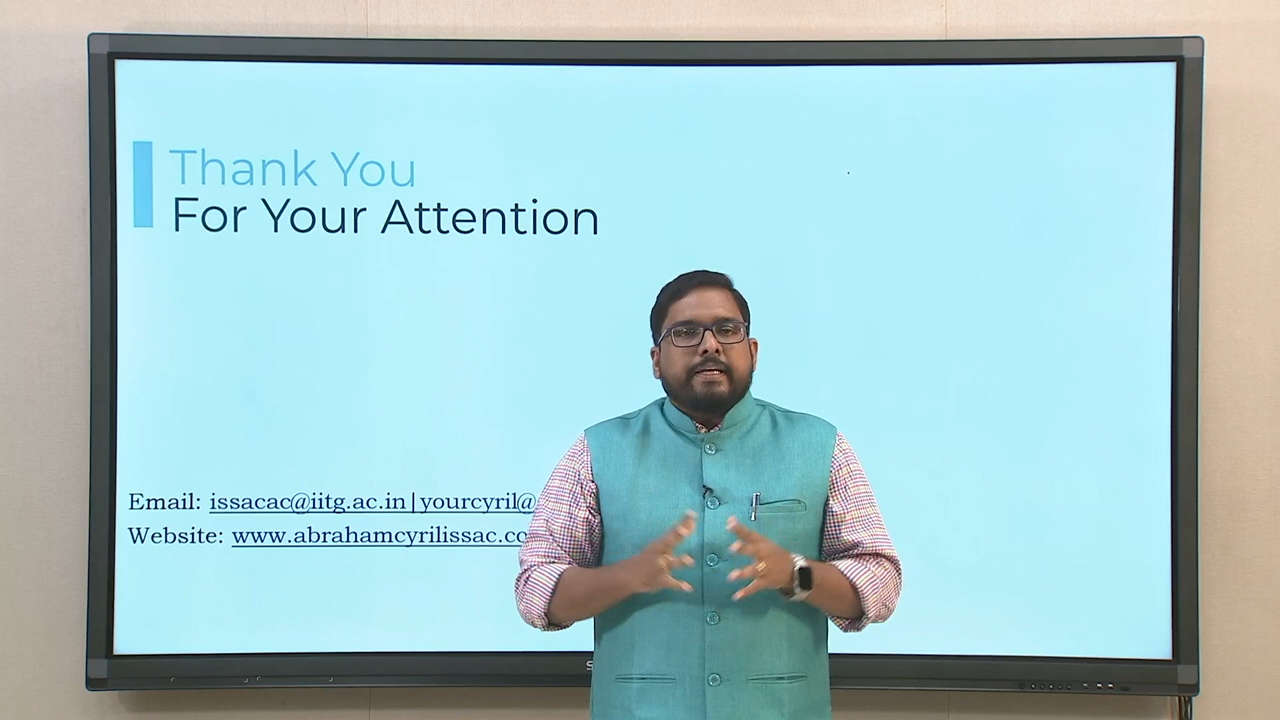 Thank You
For Your Attention
Email: issacac@iitg.ac.in|yourcyril@
Website: www.abrahamcyrilissac.co